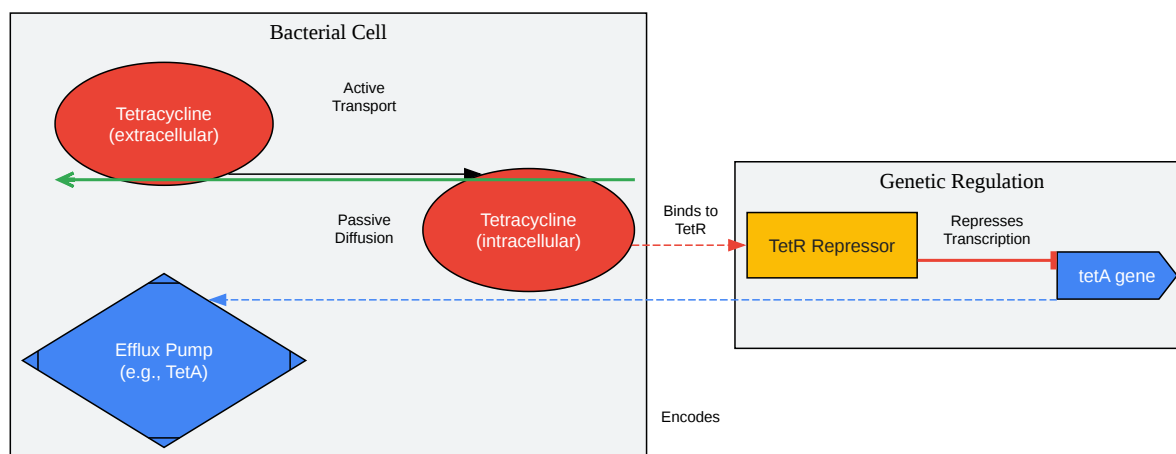 Bacterial Cell
Tetracycline
(extracellular)
Active
Transport
Passive
Diffusion
Tetracycline
(intracellular)
Efflux Pump
(e.g., TetA)
Binds to
TetR
Encodes
Genetic Regulation
TetR Repressor
Represses
Transcription
tetA gene